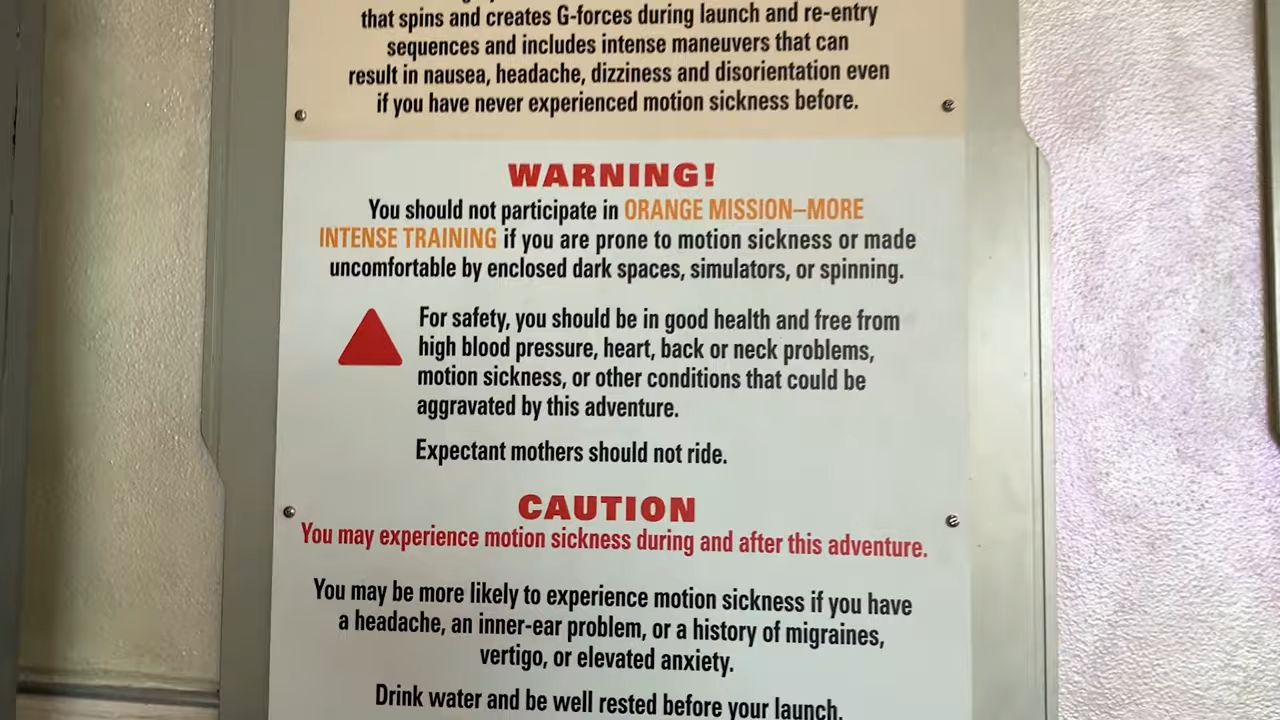 that spins and creates G-forces during launch and re-entry
sequences and includes intense maneuvers that can
result in nausea, headache, dizziness and disorientation even
if you have never experienced motion sickness before.
WARNING!
You should not participate in ORANGE MISSION–MORE
INTENSE TRAINING if you are prone to motion sickness or made
uncomfortable by enclosed dark spaces, simulators, or spinning.
For safety, you should be in good health and free from
high blood pressure, heart, back or neck problems,
motion sickness, or other conditions that could be
aggravated by this adventure.
Expectant mothers should not ride.
CAUTION
You may experience motion sickness during and after this adventure.
You may be more likely to experience motion sickness if you have
a headache, an inner-ear problem, or a history of migraines,
vertigo, or elevated anxiety.
Drink water and be well rested before your launch.